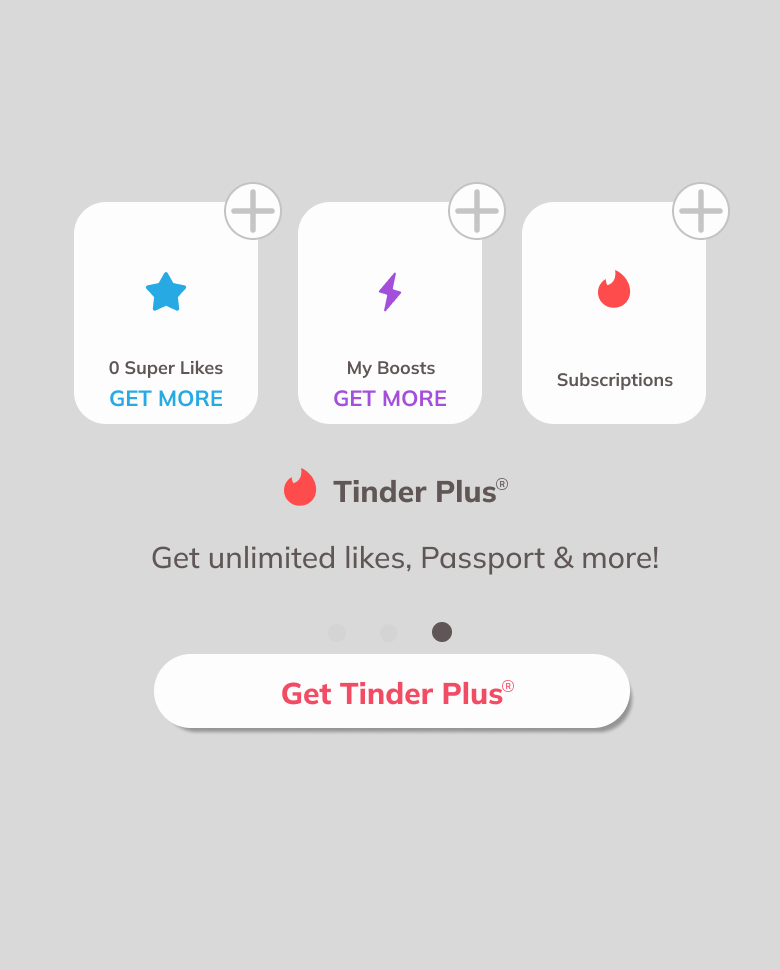 0 Super Likes
GET MORE
My Boosts
GET MORE
Subscriptions
Tinder Plus®
Get unlimited likes, Passport & more!
Get Tinder Plus®